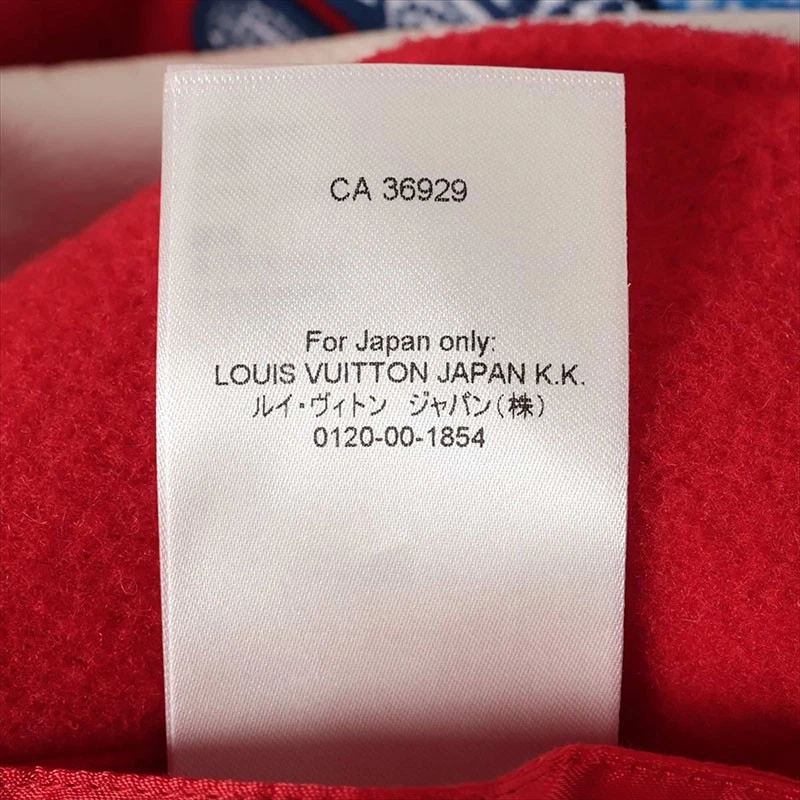 CA 36929
For Japan only:
LOUIS VUITTON JAPAN K.K.
ルイ・ヴィトン ジャパン(株)
0120-00-1854